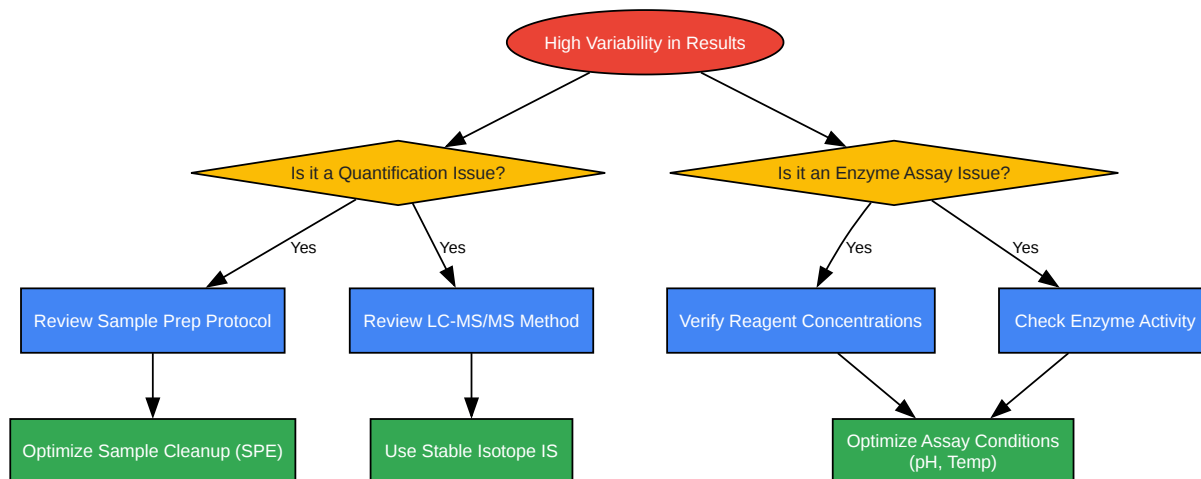 High Variability in Results
Is it a Quantification Issue?
Is it an Enzyme Assay Issue?
Yes
Yes
Yes
Yes
Review Sample Prep Protocol
Review LC-MS/MS Method
Verify Reagent Concentrations
Check Enzyme Activity
Optimize Sample Cleanup (SPE)
Use Stable Isotope IS
Optimize Assay Conditions
(pH, Temp)